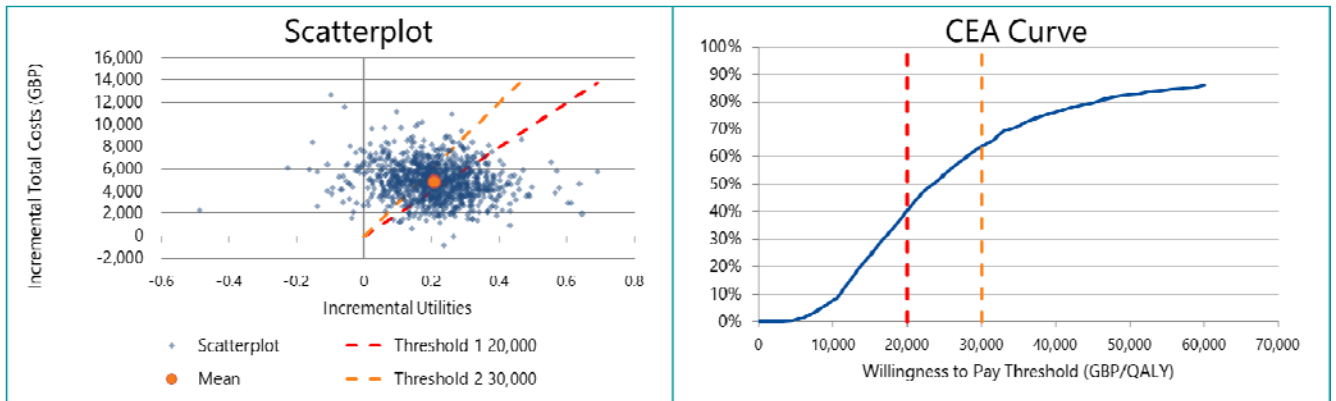 Scatterplot
Incremental Total Costs (GBP)
16,000
14,000
12,000
10,000
8,000
6,000
4,000
2,000
0
-2,000
-0.6 -0.4 -0.2 0 0.2 0.4 0.6 0.8
Incremental Utilities
Scatterplot Threshold 1 20,000
Mean Threshold 2 30,000
CEA Curve
100%
90%
80%
70%
60%
50%
40%
30%
20%
10%
0%
0 10,000 20,000 30,000 40,000 50,000 60,000 70,000
Willingness to Pay Threshold (GBP/QALY)